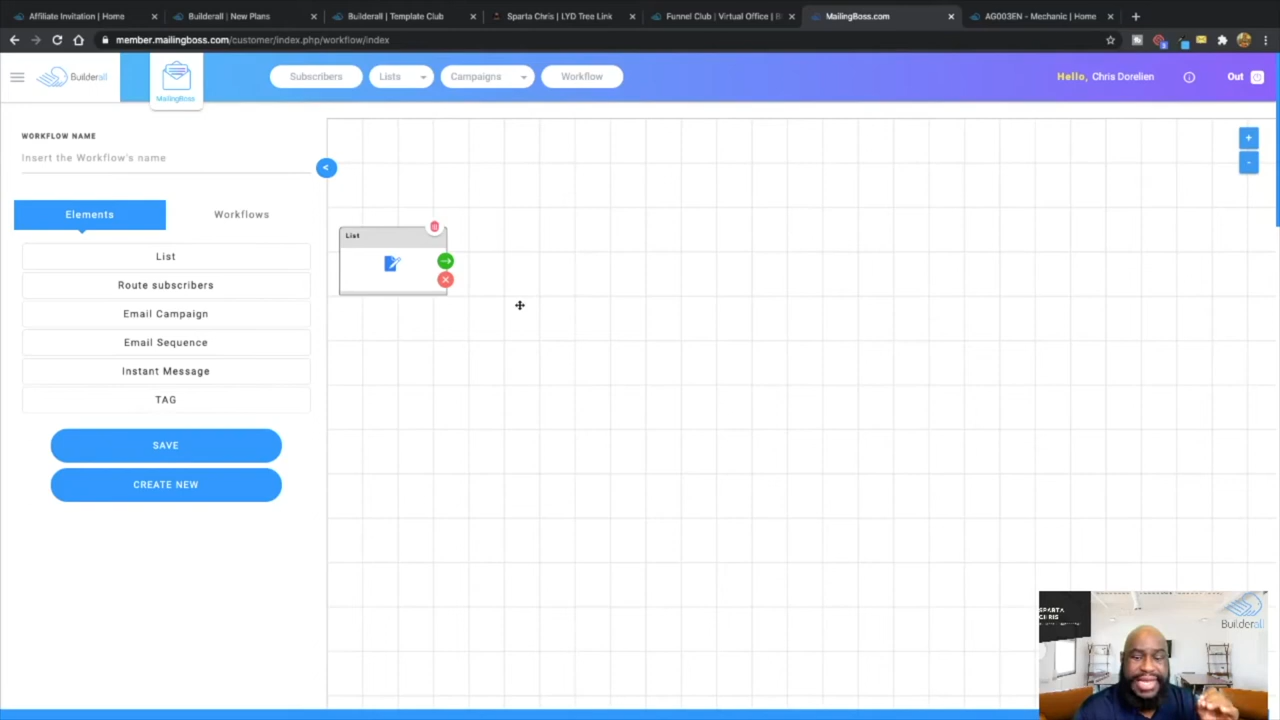 Affiliate Invitation | Home
Builderall | New Plans
Builderall | Template Club
Sparta Chris | LYD Tree Link
Funnel Club | Virtual Office | B
MailingBoss.com
AG003EN - Mechanic | Home
member.mailingboss.com/customer/index.php/workflow/index
Builderall
MailingBoss
Subscribers
Lists
Campaigns
Workflow
Hello, Chris Dorelien
Out
WORKFLOW NAME
Insert the Workflow's name
<
+
-
Elements
Workflows
List
List
Route subscribers
Email Campaign
Email Sequence
Instant Message
TAG
SAVE
CREATE NEW
SPARTA
CHRIS
Builderall